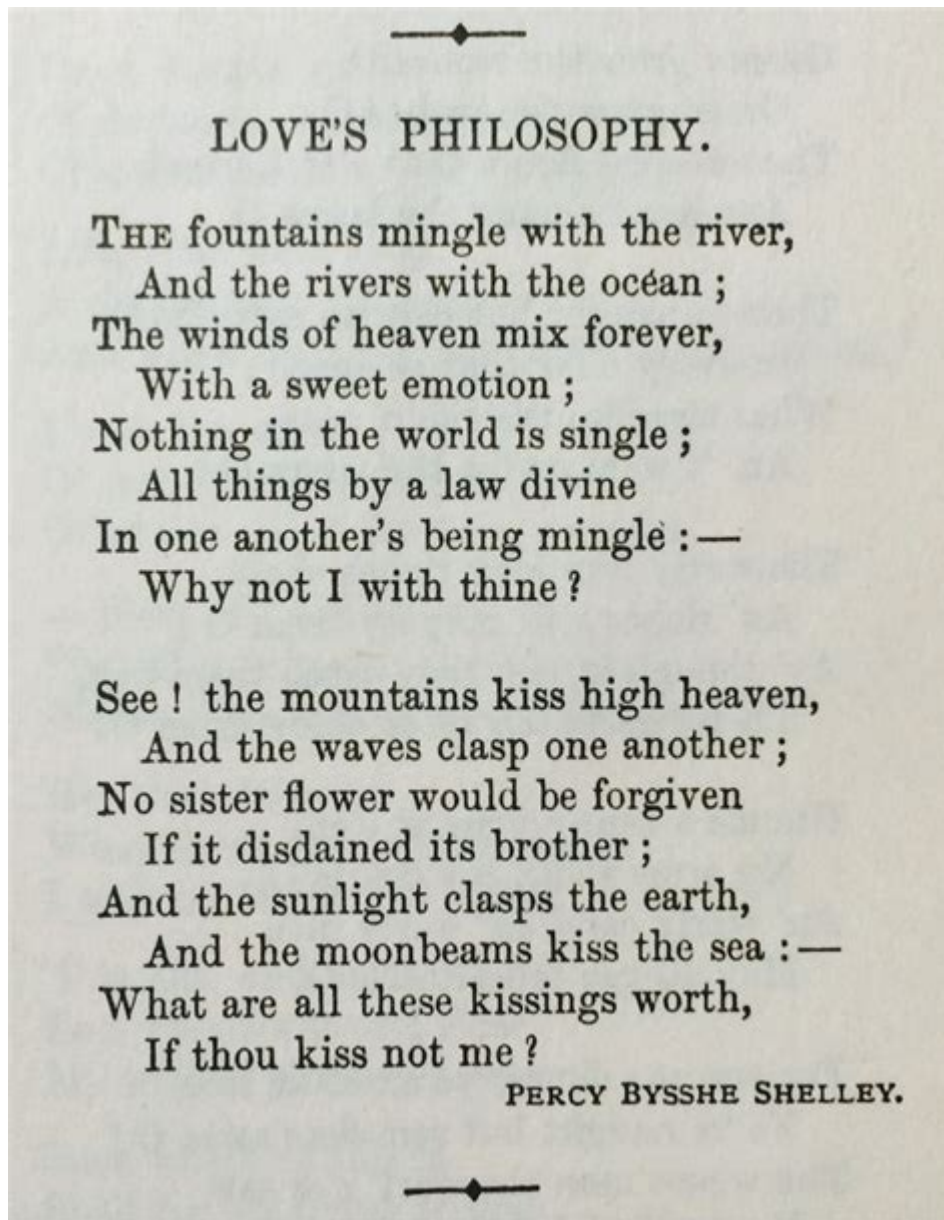 LOVE'S PHILOSOPHY.
THE fountains mingle with the river,
And the rivers with the ocean ;
The winds of heaven mix forever,
With a sweet emotion ;
Nothing in the world is single ;
All things by a law divine
In one another's being mingle : —
Why not I with thine ?
See ! the mountains kiss high heaven,
And the waves clasp one another ;
No sister flower would be forgiven
If it disdained its brother ;
And the sunlight clasps the earth,
And the moonbeams kiss the sea : —
What are all these kissings worth,
If thou kiss not me ?
PERCY BYSSHE SHELLEY.